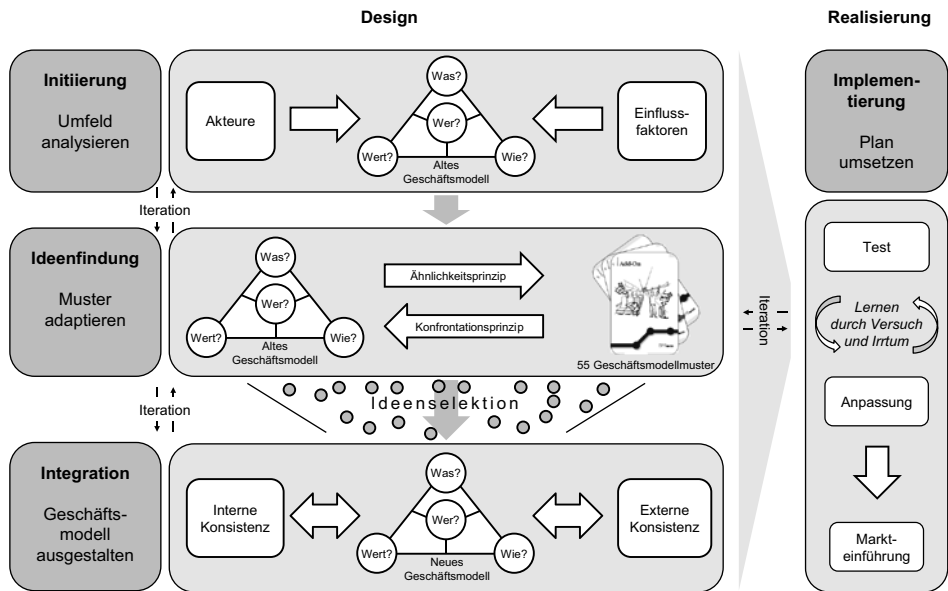 Design
Realisierung
Initiierung
Umfeld
analysieren
Akteure
Was?
Wer?
Wert?
Wie?
Altes
Geschäftsmodell
Einfluss-
faktoren
Iteration
Ideenfindung
Muster
adaptieren
Was?
Wer?
Wert?
Wie?
Altes
Geschäftsmodell
Ähnlichkeitsprinzip
Konfrontationsprinzip
Add-On
55 Geschäftsmodellmuster
Iteration
Ideenselektion
Integration
Geschäfts-
modell
ausgestalten
Interne
Konsistenz
Was?
Wer?
Wert?
Wie?
Neues
Geschäftsmodell
Externe
Konsistenz
Iteration
Implemen-
tierung
Plan
umsetzen
Test
Lernen
durch Versuch
und Irrtum
Anpassung
Markt-
einführung